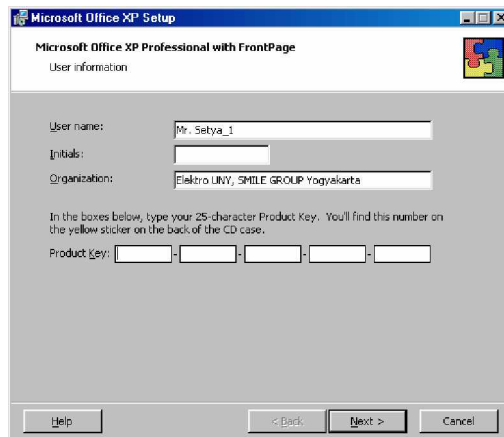 Microsoft Office XP Setup
Microsoft Office XP Professional with FrontPage
User information
User name:
Mr. Setya_1
Initials:
Organization:
Elektro UNY, SMILE GROUP Yogyakarta
In the boxes below, type your 25-character Product Key. You'll find this number on
the yellow sticker on the back of the CD case.
Product Key: - - - -
Help < Back Next > Cancel